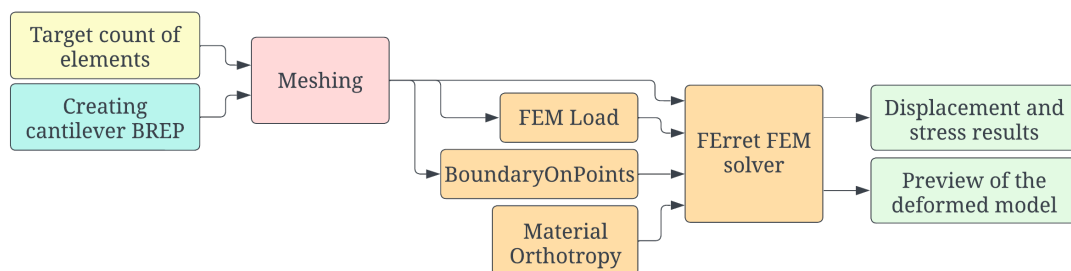 Target count of
elements
Creating
cantilever BREP
Meshing
FEM Load
BoundaryOnPoints
Material
Orthotropy
FErret FEM
solver
Displacement and
stress results
Preview of the
deformed model